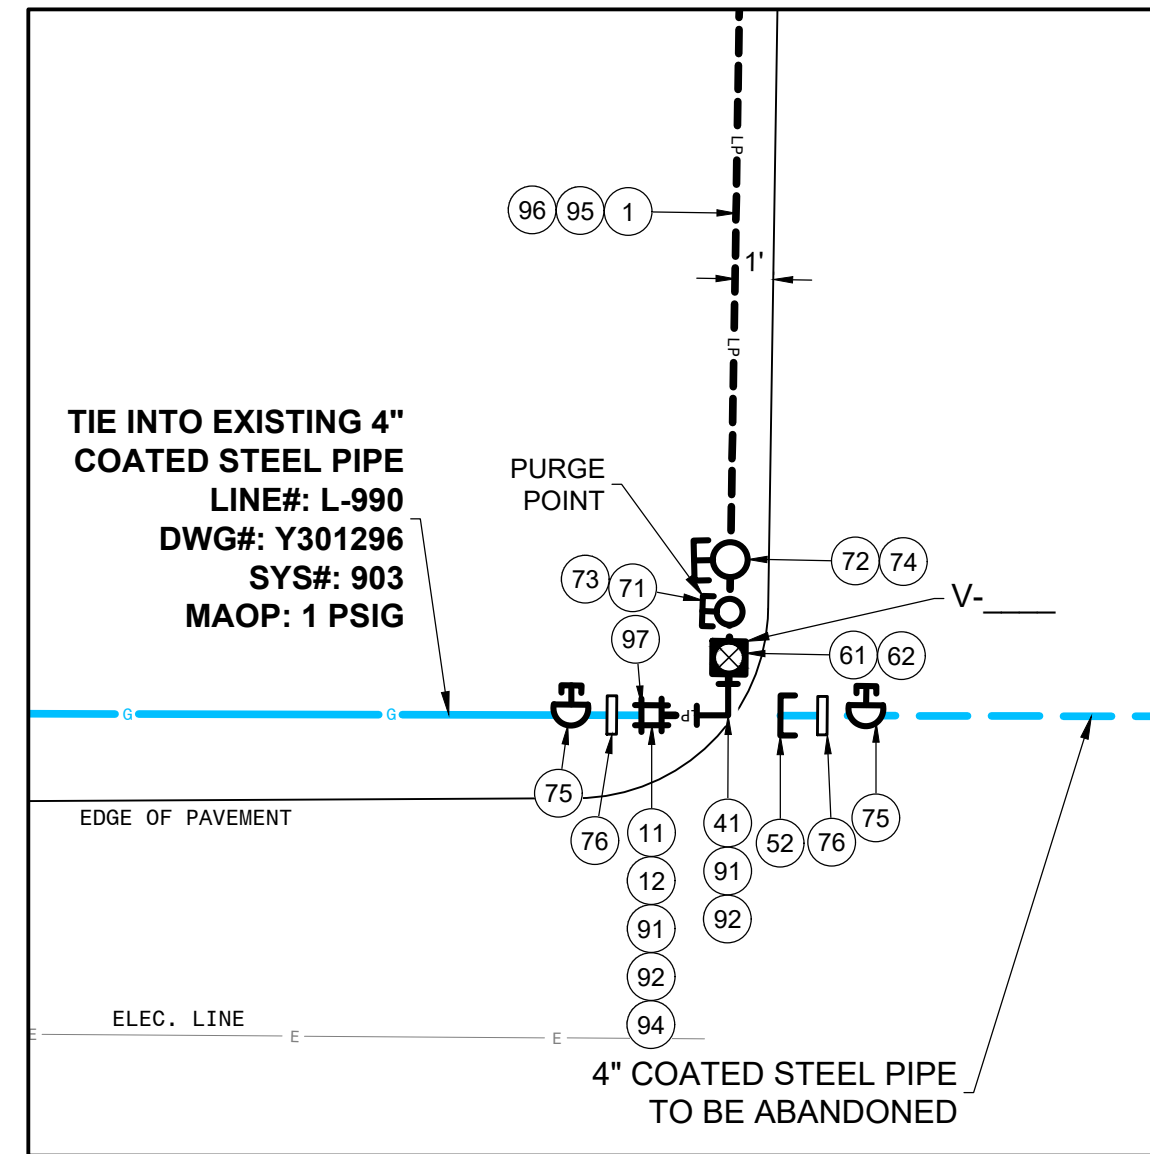 LP
96 95 1
1'
LP
TIE INTO EXISTING 4"
COATED STEEL PIPE
LINE#: L-990
DWG#: Y301296
SYS#: 903
MAOP: 1 PSIG
PURGE
POINT
72 74
73 71
V-____
97
61 62
G
G
LP
75
EDGE OF PAVEMENT
76
11
12
91
92
94
41
91
92
52
76
75
ELEC. LINE
E
E
E
4" COATED STEEL PIPE
TO BE ABANDONED